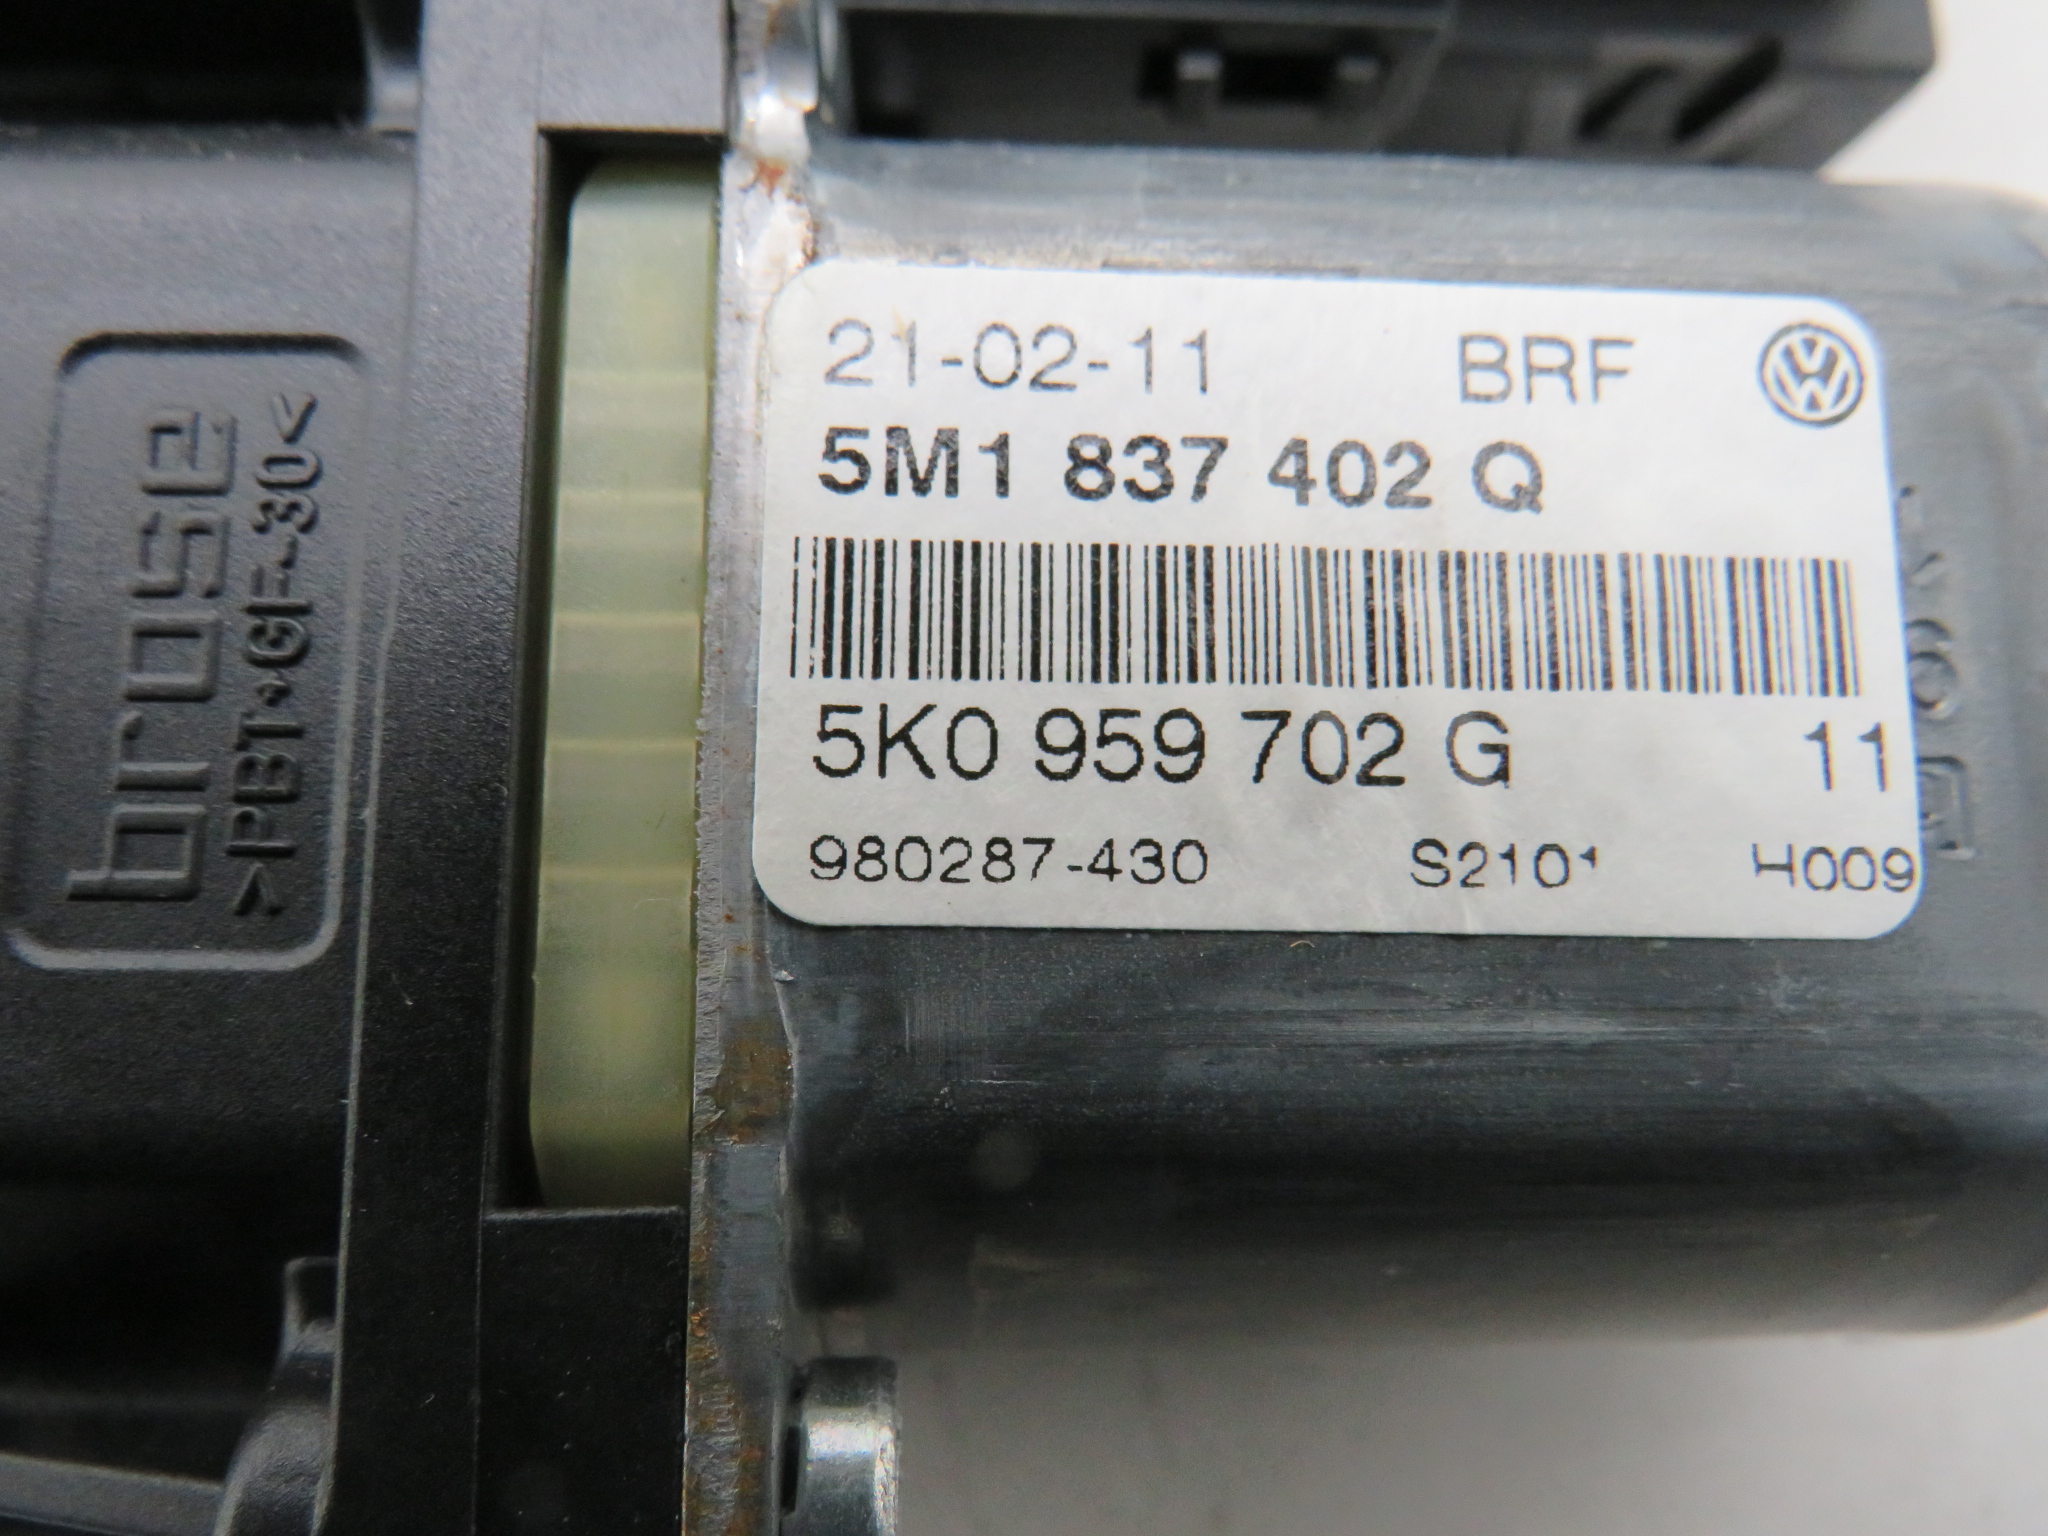 brose
>PBT+GF-30<
21-02-11 BRF
5M1 837 402 Q
5K0 959 702 G 11
980287-430 S2101 H009